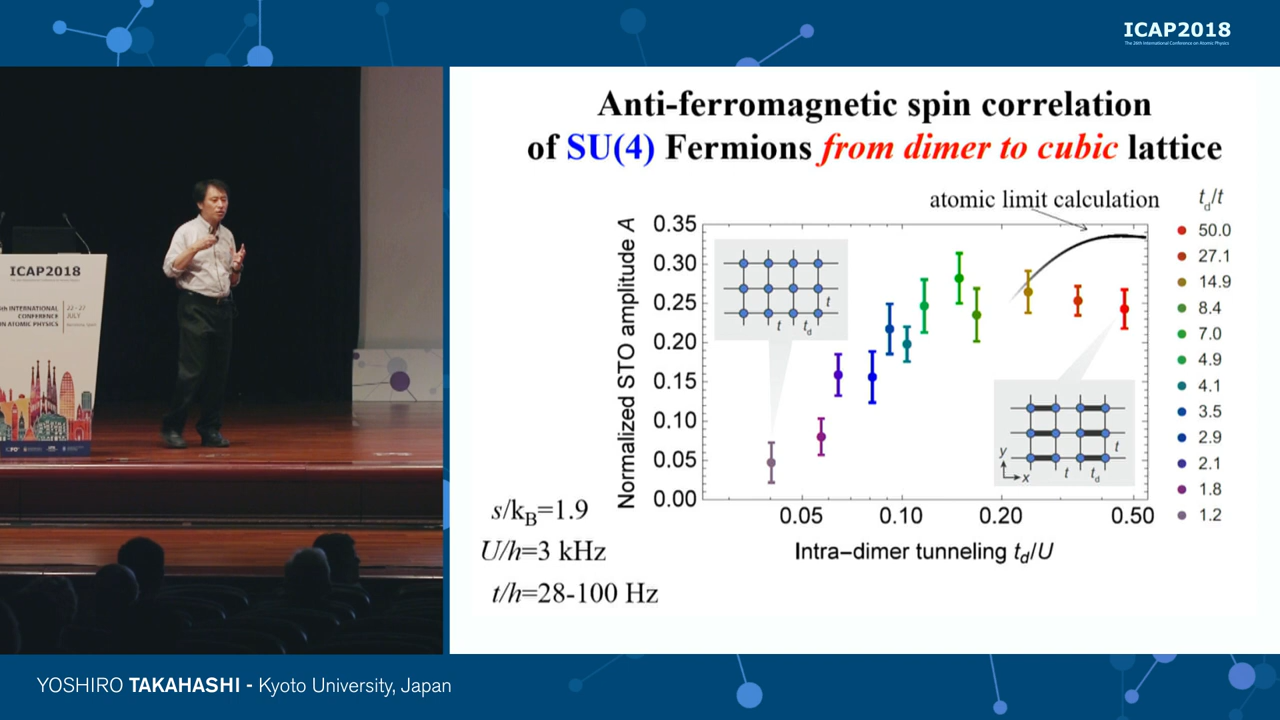 ICAP2018
The 26th International Conference on Atomic Physics
ICAP2018
INTERNATIONAL
CONFERENCE
ON ATOMIC PHYSICS
22-27
JULY
Anti-ferromagnetic spin correlation
of SU(4) Fermions from dimer to cubic lattice
atomic limit calculation
t_d/t
Normalized STO amplitude A
0.35
0.30
0.25
0.20
0.15
0.10
0.05
0.00
t
t
t_d
y
x
t
t_d
t
50.0
27.1
14.9
8.4
7.0
4.9
4.1
3.5
2.9
2.1
1.8
1.2
0.05
0.10
0.20
0.50
Intra–dimer tunneling t_d/U
s/k_B=1.9
U/h=3 kHz
t/h=28-100 Hz
YOSHIRO TAKAHASHI - Kyoto University, Japan